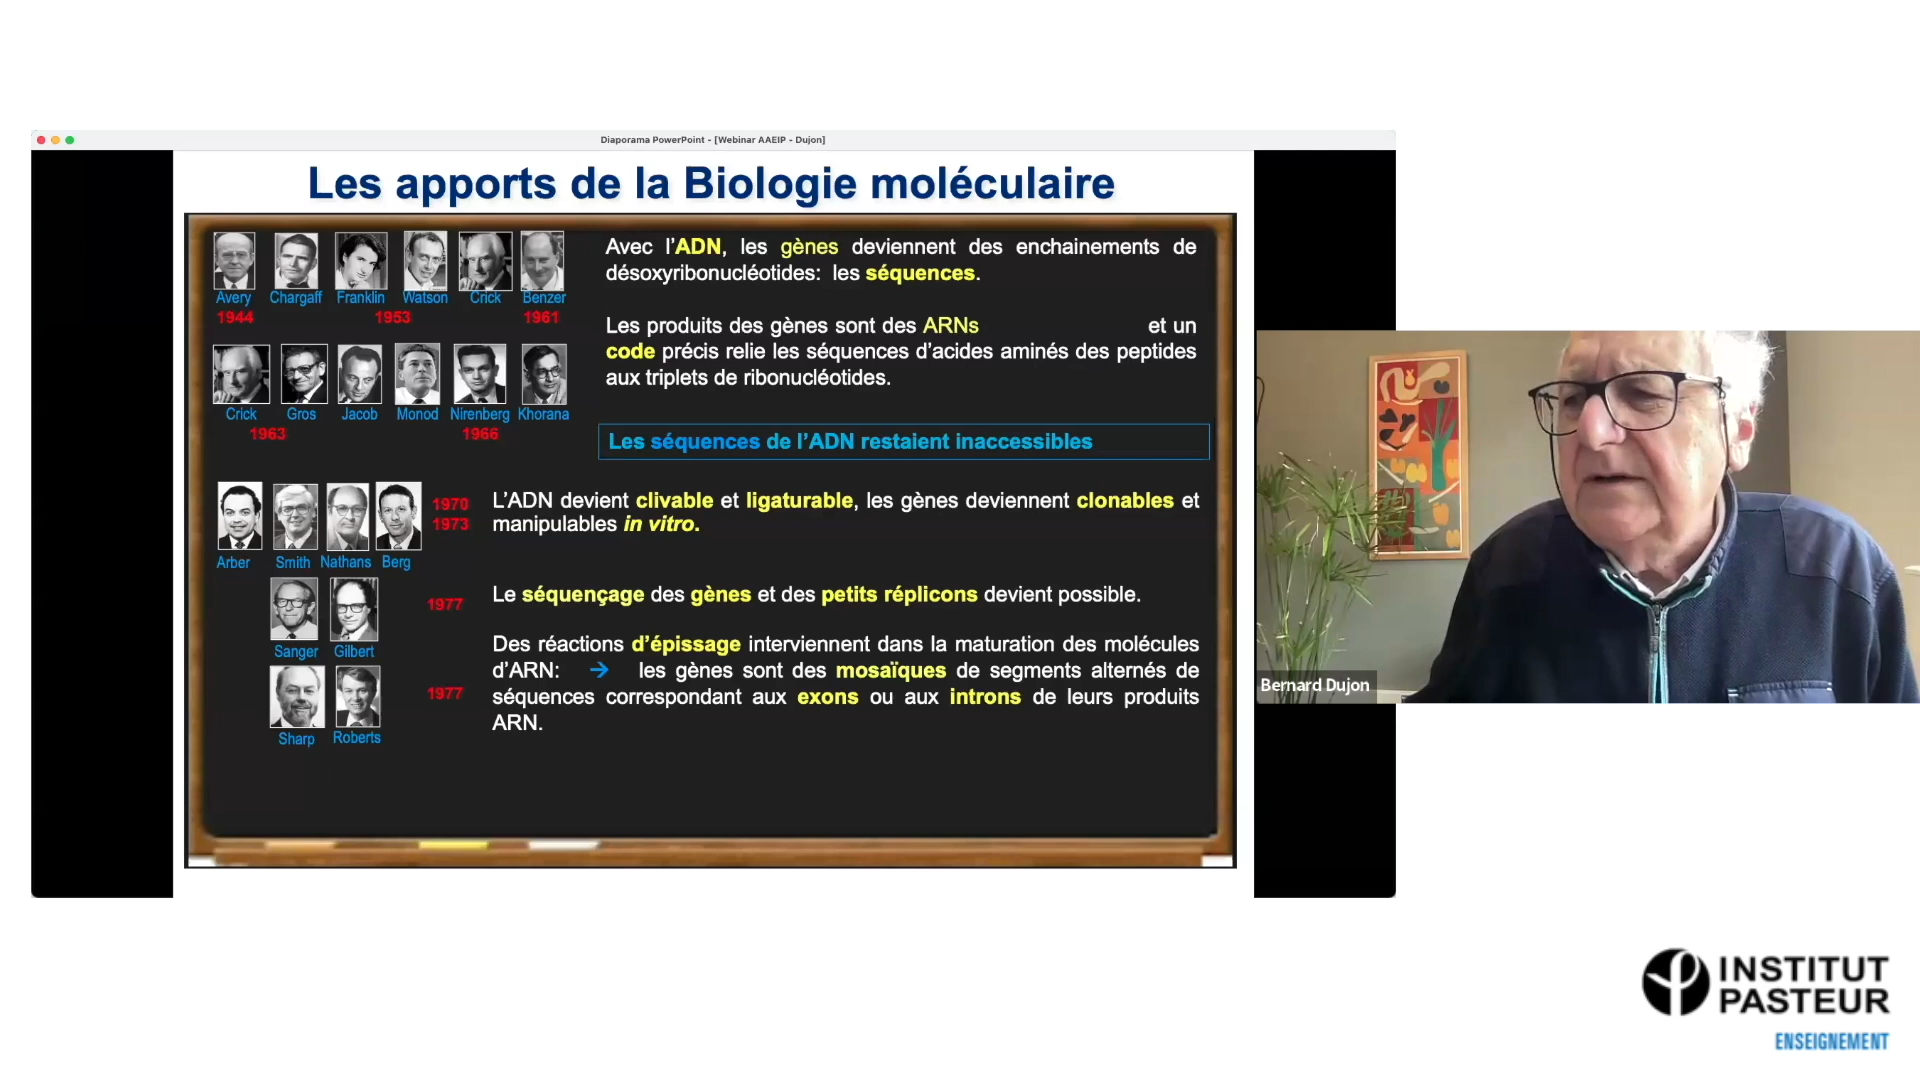 Diaporama PowerPoint - [Webinar AAEIP - Dujon]
Les apports de la Biologie moléculaire
Avery Chargaff Franklin Watson Crick Benzer
1944 1953 1961
Avec l'ADN, les gènes deviennent des enchainements de
désoxyribonucléotides: les séquences.
Les produits des gènes sont des ARNs et un
code précis relie les séquences d'acides aminés des peptides
aux triplets de ribonucléotides.
Crick Gros Jacob Monod Nirenberg Khorana
1963 1966
Les séquences de l'ADN restaient inaccessibles
Arber Smith Nathans Berg
1970
1973
L'ADN devient clivable et ligaturable, les gènes deviennent clonables et
manipulables in vitro.
Sanger Gilbert
1977
Le séquençage des gènes et des petits réplicons devient possible.
Sharp Roberts
1977
Des réactions d'épissage interviennent dans la maturation des molécules
d'ARN: → les gènes sont des mosaïques de segments alternés de
séquences correspondant aux exons ou aux introns de leurs produits
ARN.
Bernard Dujon
INSTITUT
PASTEUR
ENSEIGNEMENT